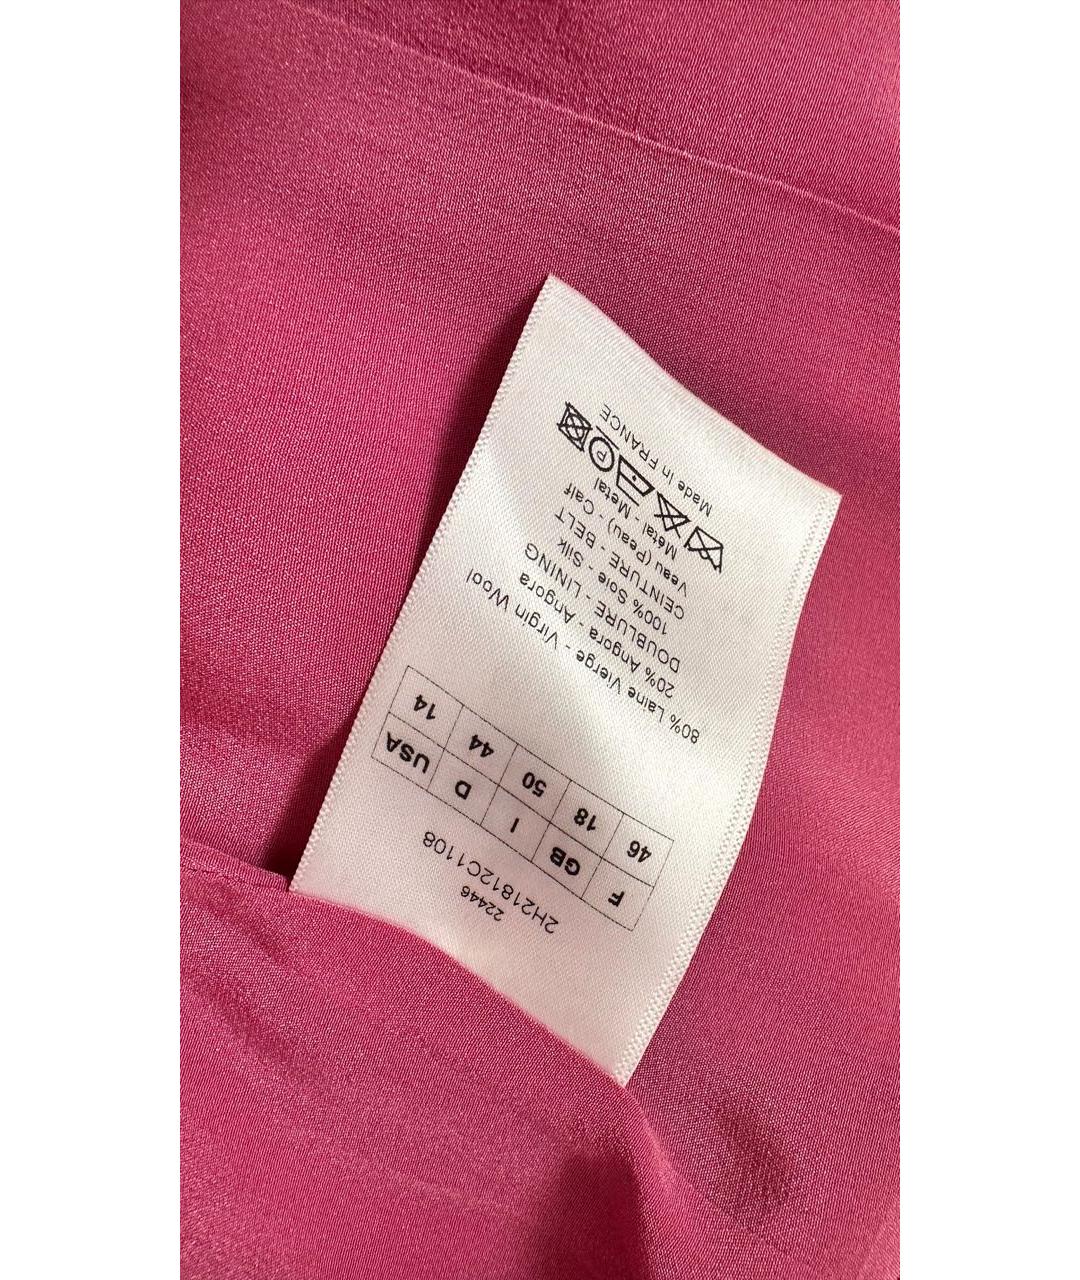 22446
2H21812C1108
F GB I D USA
46 18 50 44 14
80% Laine Vierge - Virgin Wool
20% Angora - Angora
DOUBLURE - LINING
100% Soie - Silk
CEINTURE - BELT
Veau (Peau) - Calf
Métal - Metal
P
Made in FRANCE